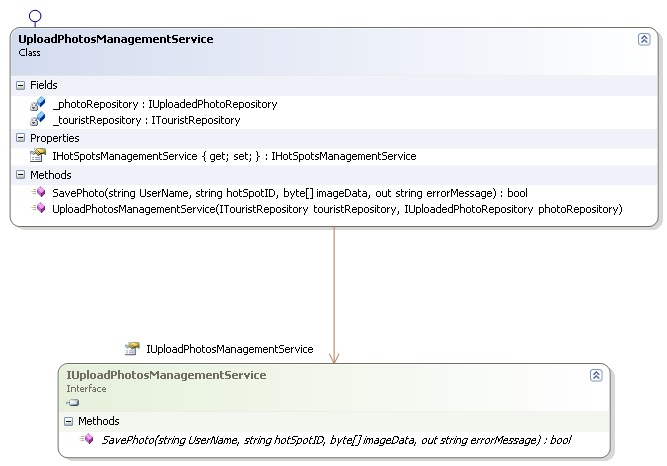 UploadPhotosManagementService
Class
Fields
_photoRepository : IUploadedPhotoRepository
_touristRepository : ITouristRepository
Properties
IHotSpotsManagementService { get; set; } : IHotSpotsManagementService
Methods
SavePhoto(string UserName, string hotSpotID, byte[] imageData, out string errorMessage) : bool
UploadPhotosManagementService(ITouristRepository touristRepository, IUploadedPhotoRepository photoRepository)
IUploadPhotosManagementService
IUploadPhotosManagementService
Interface
Methods
SavePhoto(string UserName, string hotSpotID, byte[] imageData, out string errorMessage) : bool